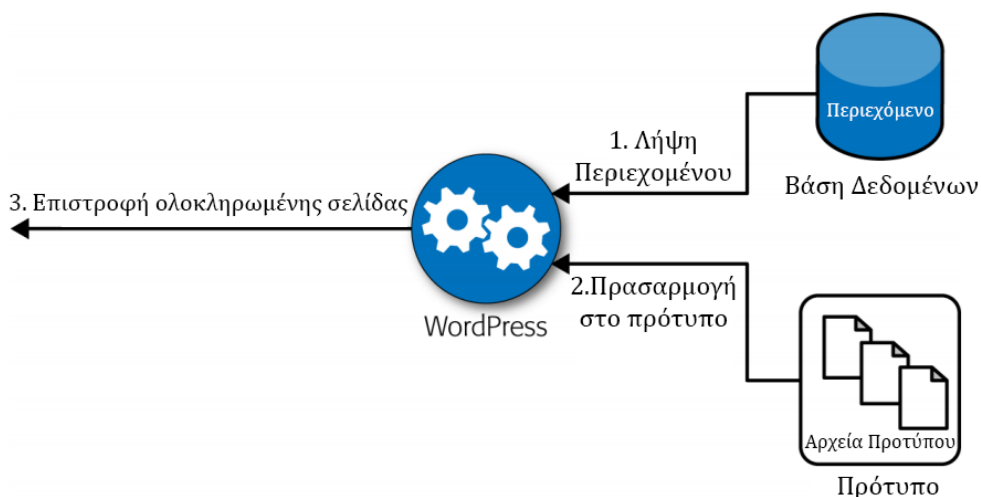 Περιεχόμενο
Βάση Δεδομένων
1. Λήψη
Περιεχομένου
3. Επιστροφή ολοκληρωμένης σελίδας
WordPress
2.Πρασαρμογή
στο πρότυπο
Αρχεία Προτύπου
Πρότυπο